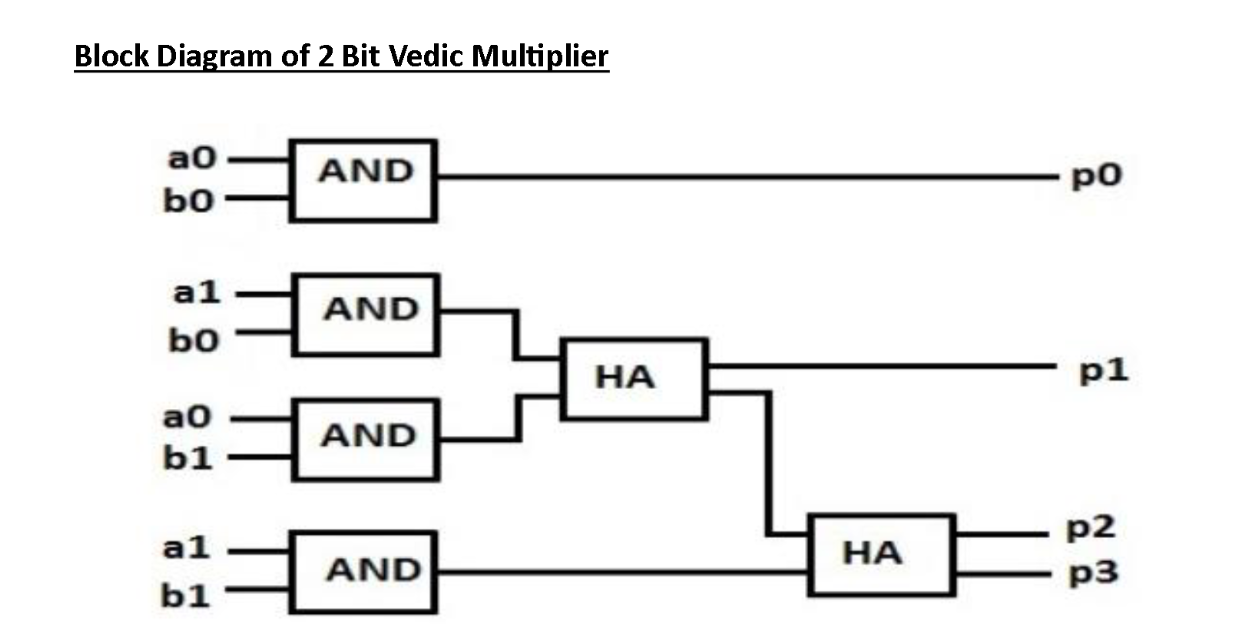 Block Diagram of 2 Bit Vedic Multiplier
a0
AND
p0
b0
a1
AND
b0
HA
p1
a0
AND
b1
a1
AND
b1
HA
p2
p3